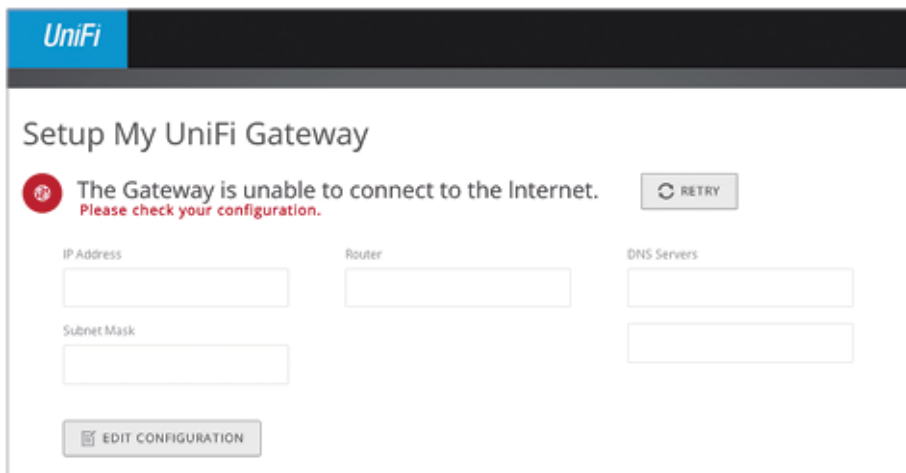 UniFi
Setup My UniFi Gateway
The Gateway is unable to connect to the Internet.
Please check your configuration.
RETRY
IP Address
Router
DNS Servers
Subnet Mask
EDIT CONFIGURATION